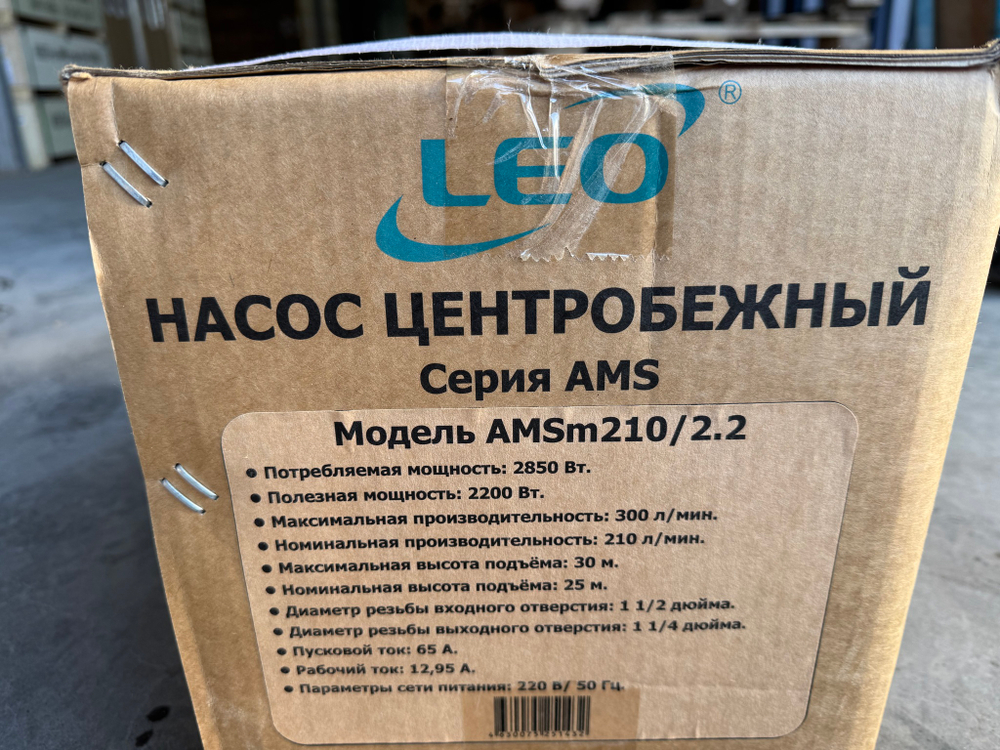 LEO ®
НАСОС ЦЕНТРОБЕЖНЫЙ
Серия AMS
Модель AMSm210/2.2
• Потребляемая мощность: 2850 Вт.
• Полезная мощность: 2200 Вт.
• Максимальная производительность: 300 л/мин.
• Номинальная производительность: 210 л/мин.
• Максимальная высота подъёма: 30 м.
• Номинальная высота подъёма: 25 м.
• Диаметр резьбы входного отверстия: 1 1/2 дюйма.
• Диаметр резьбы выходного отверстия: 1 1/4 дюйма.
• Пусковой ток: 65 А.
• Рабочий ток: 12,95 А.
• Параметры сети питания: 220 В/ 50 Гц.